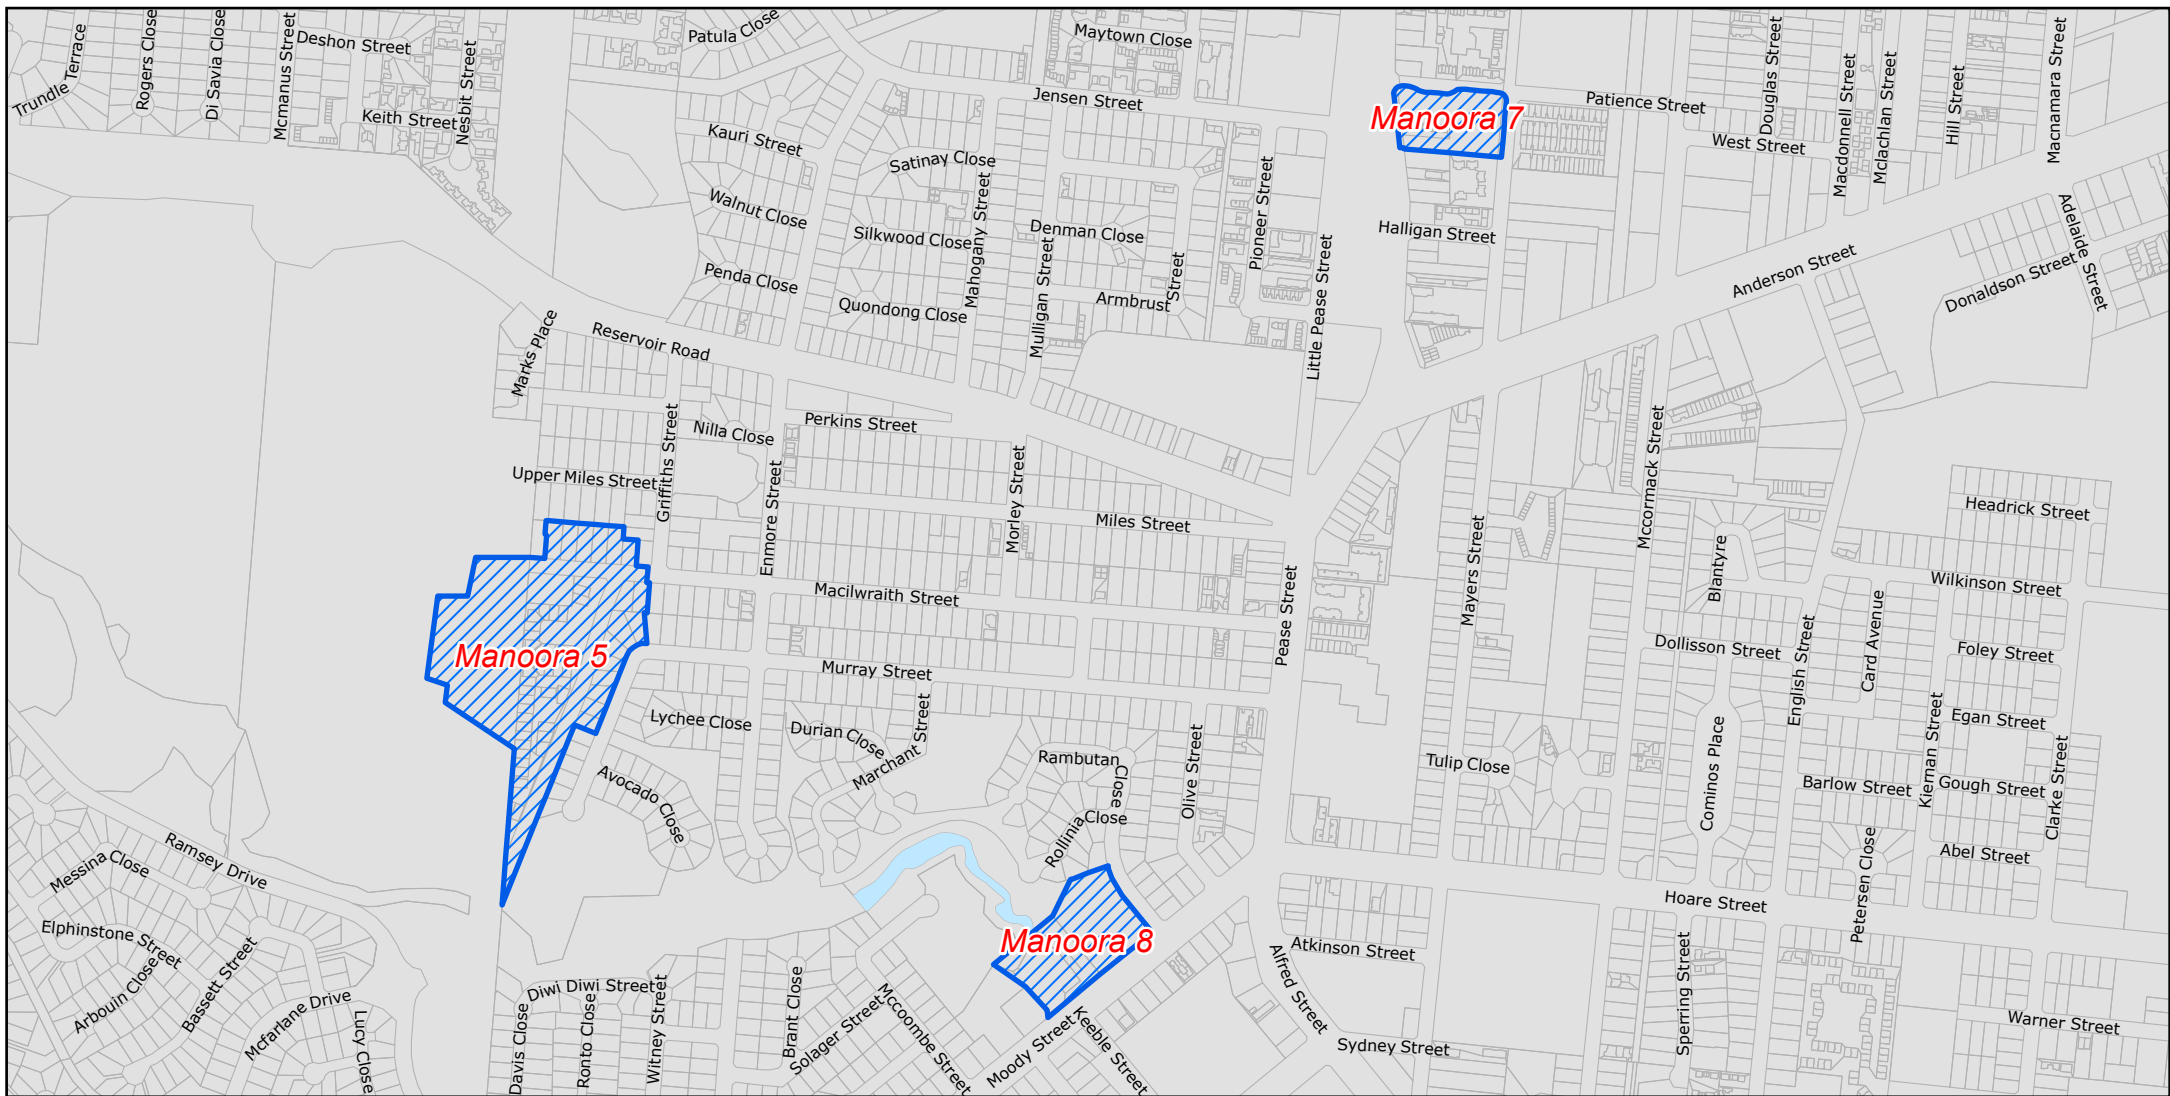 Trundle Terrace
Rogers Close
Di Savia Close
Mcmanus Street
Deshon Street
Keith Street
Nesbit Street
Patula Close
Maytown Close
Jensen Street
Manoora 7
Patience Street
Douglas Street
West Street
Macdonnell Street
Mclachlan Street
Hill Street
Macnamara Street
Kauri Street
Satinay Close
Walnut Close
Silkwood Close
Mahogany Street
Denman Close
Mulligan Street
Armbrust
Street
Pioneer Street
Little Pease Street
Halligan Street
Anderson Street
Donaldson Street
Adelaide Street
Penda Close
Quondong Close
Marks Place
Reservoir Road
Perkins Street
Nilla Close
Griffiths Street
Upper Miles Street
Enmore Street
Morley Street
Miles Street
Mayers Street
Mccormack Street
Headrick Street
Blantyre
Wilkinson Street
Macilwraith Street
Pease Street
Manoora 5
Murray Street
Dollisson Street
English Street
Card Avenue
Foley Street
Egan Street
Kiernan Street
Lychee Close
Durian Close
Marchant Street
Rambutan
Close
Olive Street
Tulip Close
Cominos Place
Barlow Street
Gough Street
Clarke Street
Avocado Close
Rollinia
Close
Abel Street
Petersen Close
Ramsey Drive
Messina Close
Hoare Street
Elphinstone Street
Manoora 8
Atkinson Street
Alfred Street
Arbouin Close
Bassett Street
Mcfarlane Drive
Lucy Close
Diwi Diwi Street
Davis Close
Ronto Close
Witney Street
Brant Close
Solager Street
Mccoombe Street
Moody Street
Keeble Street
Sydney Street
Sperring Street
Warner Street